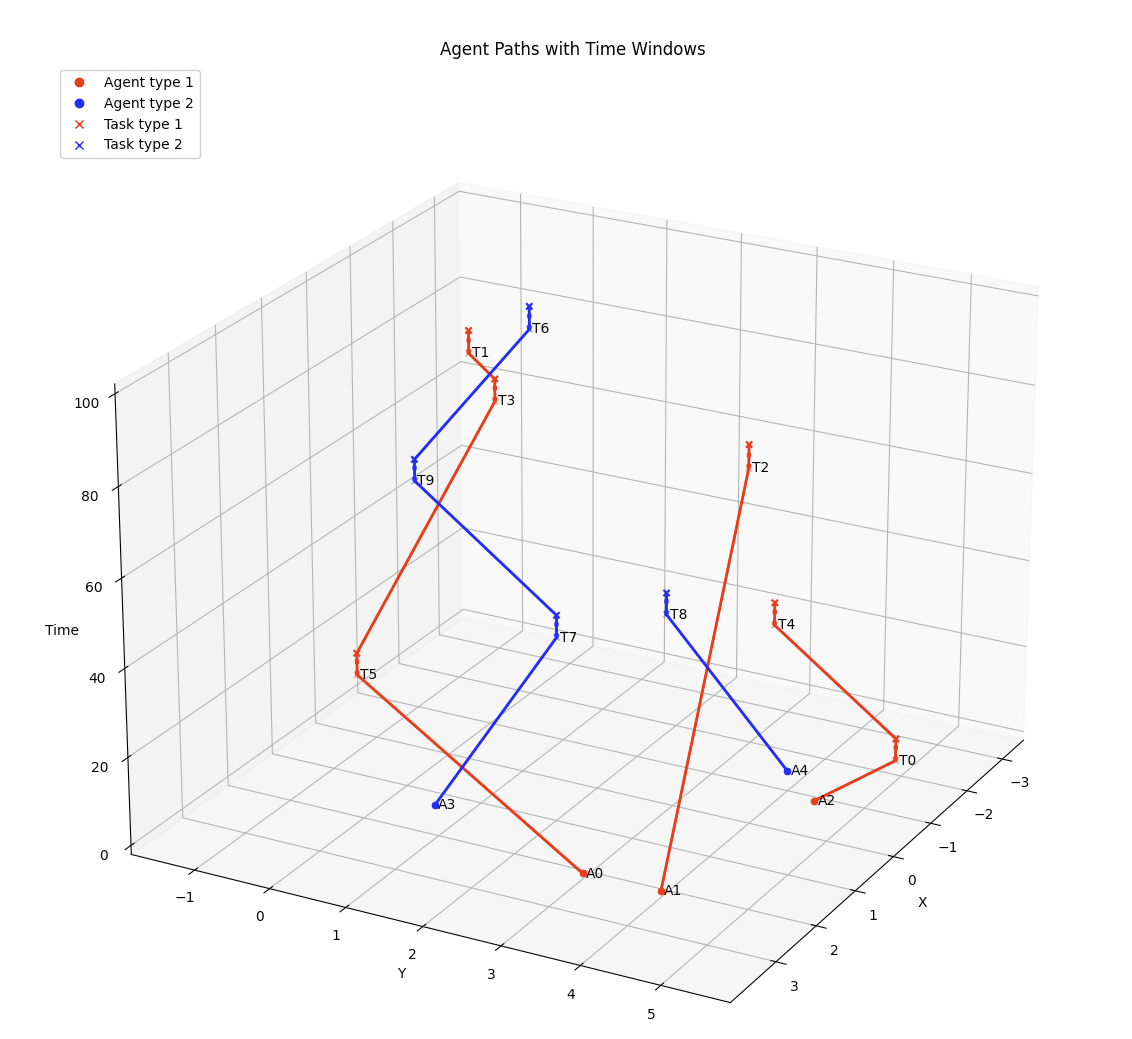 Agent Paths with Time Windows
Agent type 1
Agent type 2
Task type 1
Task type 2
T6
T1
T3
T2
T9
T8
T4
T7
T5
T0
A4
A2
A3
A0
A1
100
80
60
40
20
0
Time
−1
0
1
2
3
4
5
Y
−3
−2
−1
0
1
2
3
X